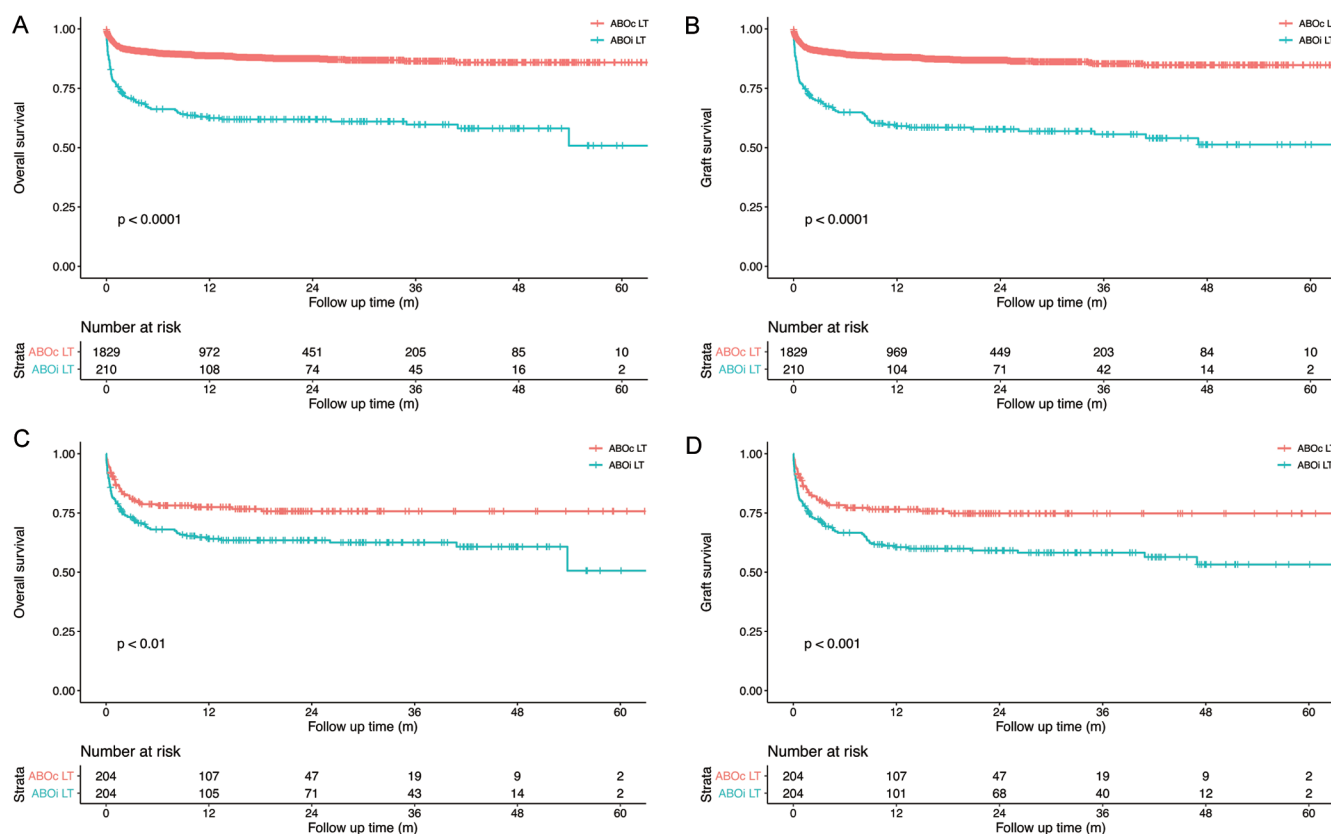 A
ABOc LT
ABOi LT
1.00
0.75
0.50
0.25
0.00
Overall survival
p < 0.0001
0 12 24 36 48 60
Follow up time (m)
Number at risk
Strata
ABOc LT 1829 972 451 205 85 10
ABOi LT 210 108 74 45 16 2
0 12 24 36 48 60
Follow up time (m)
B
ABOc LT
ABOi LT
1.00
0.75
0.50
0.25
0.00
Graft survival
p < 0.0001
0 12 24 36 48 60
Follow up time (m)
Number at risk
Strata
ABOc LT 1829 969 449 203 84 10
ABOi LT 210 104 71 42 14 2
0 12 24 36 48 60
Follow up time (m)
C
ABOc LT
ABOi LT
1.00
0.75
0.50
0.25
0.00
Overall survival
p < 0.01
0 12 24 36 48 60
Follow up time (m)
Number at risk
Strata
ABOc LT 204 107 47 19 9 2
ABOi LT 204 105 71 43 14 2
0 12 24 36 48 60
Follow up time (m)
D
ABOc LT
ABOi LT
1.00
0.75
0.50
0.25
0.00
Graft survival
p < 0.001
0 12 24 36 48 60
Follow up time (m)
Number at risk
Strata
ABOc LT 204 107 47 19 9 2
ABOi LT 204 101 68 40 12 2
0 12 24 36 48 60
Follow up time (m)